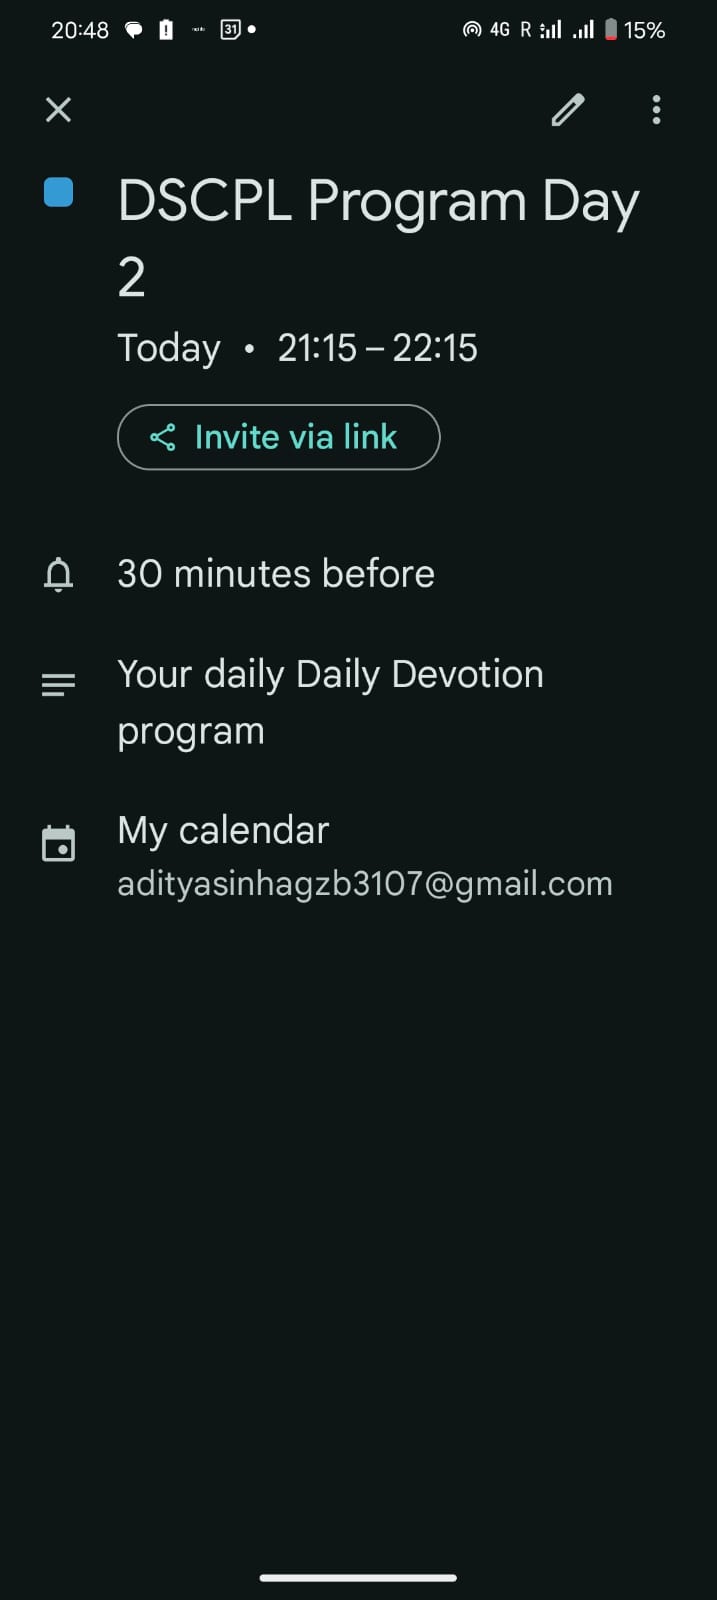 20:48 31 4G R 15%
DSCPL Program Day
2
Today • 21:15 – 22:15
Invite via link
30 minutes before
Your daily Daily Devotion
program
My calendar
adityasinhagzb3107@gmail.com